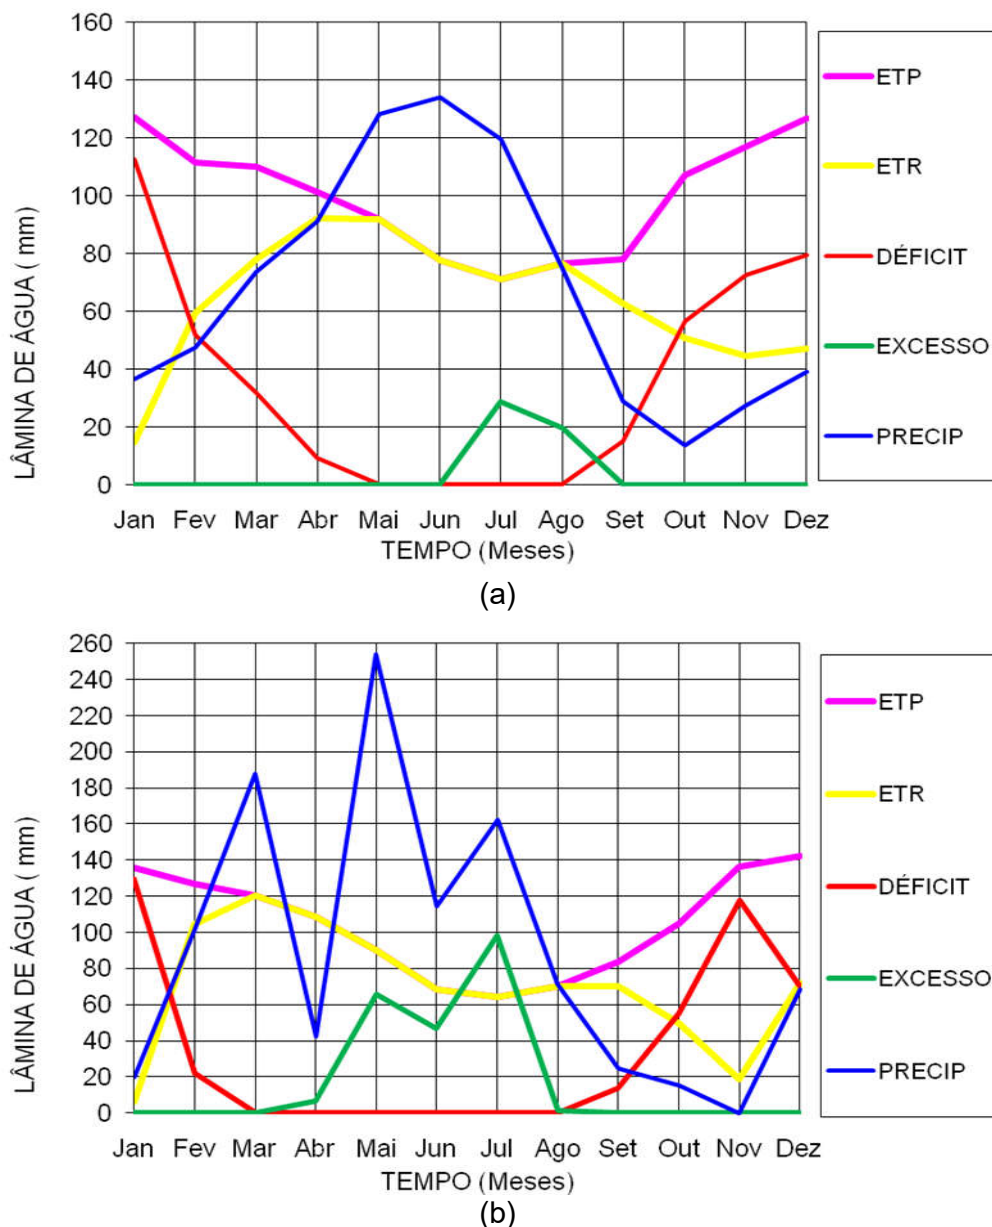 160
140
120
100
80
60
40
20
0
LÂMINA DE ÁGUA ( mm)
Jan Fev Mar Abr Mai Jun Jul Ago Set Out Nov Dez
TEMPO (Meses)
ETP
ETR
DÉFICIT
EXCESSO
PRECIP
(a)
260
240
220
200
180
160
140
120
100
80
60
40
20
0
LÂMINA DE ÁGUA ( mm)
Jan Fev Mar Abr Mai Jun Jul Ago Set Out Nov Dez
TEMPO (Meses)
ETP
ETR
DÉFICIT
EXCESSO
PRECIP
(b)